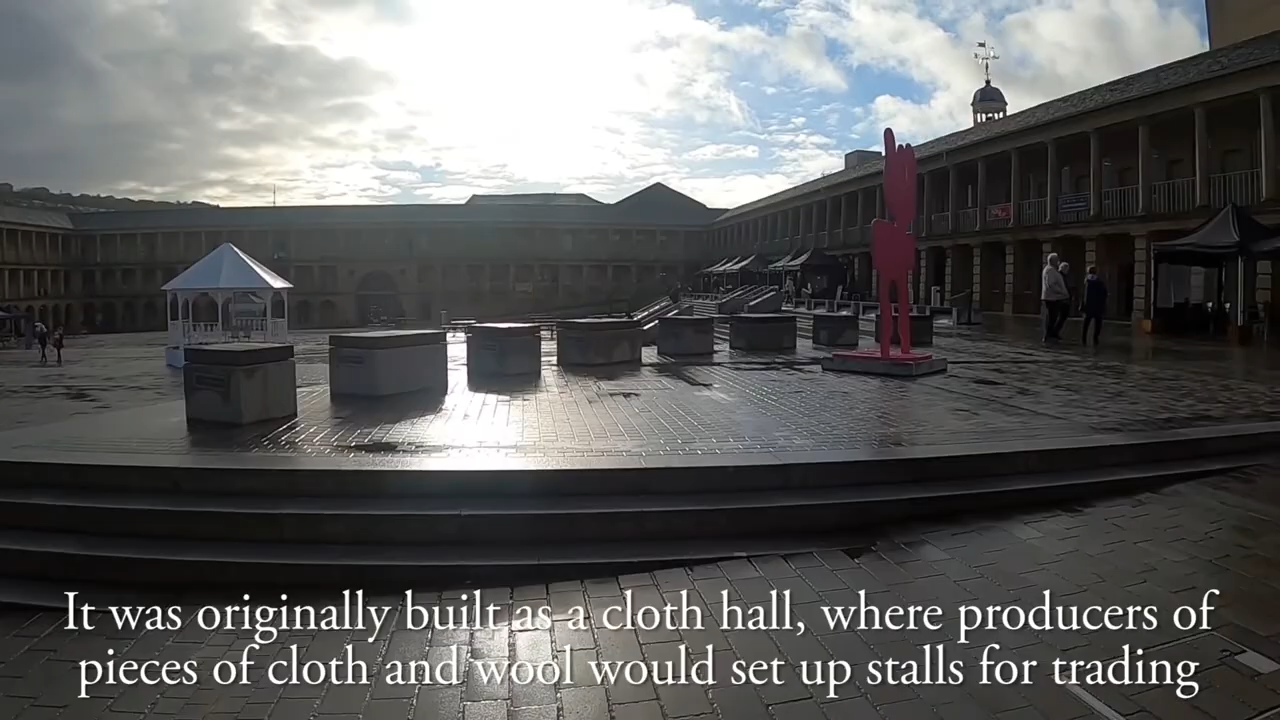 It was originally built as a cloth hall, where producers of
pieces of cloth and wool would set up stalls for trading